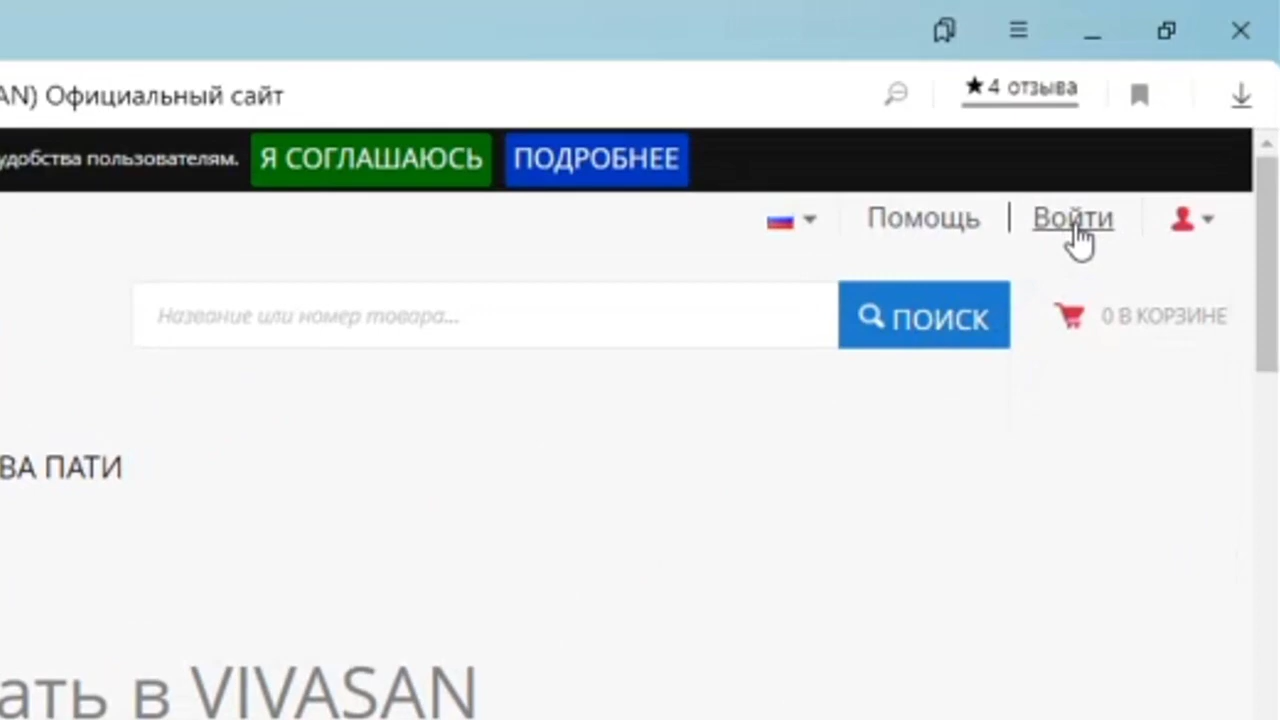 AN) Официальный сайт
★4 отзыва
удобства пользователям.
Я СОГЛАШАЮСЬ
ПОДРОБНЕЕ
Помощь
Войти
Название или номер товара...
ПОИСК
0 В КОРЗИНЕ
ВА ПАТИ
ать в VIVASAN